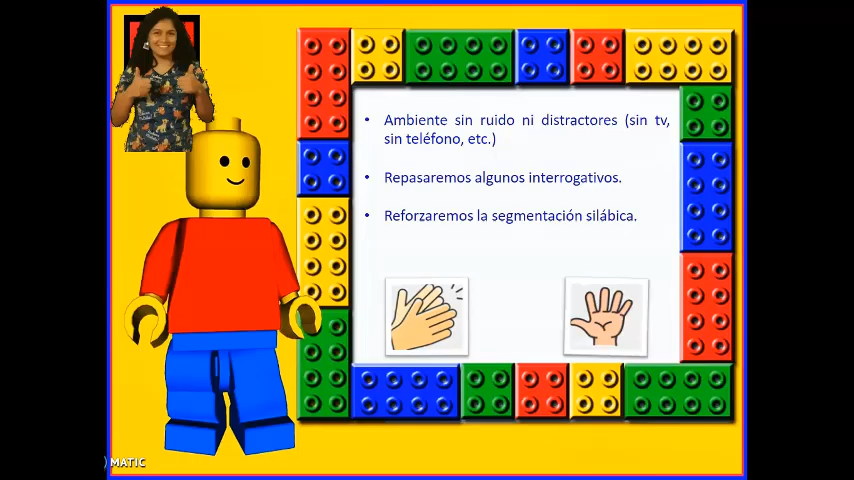 • Ambiente sin ruido ni distractores (sin tv,
sin teléfono, etc.)
• Repasaremos algunos interrogativos.
• Reforzaremos la segmentación silábica.
MATIC